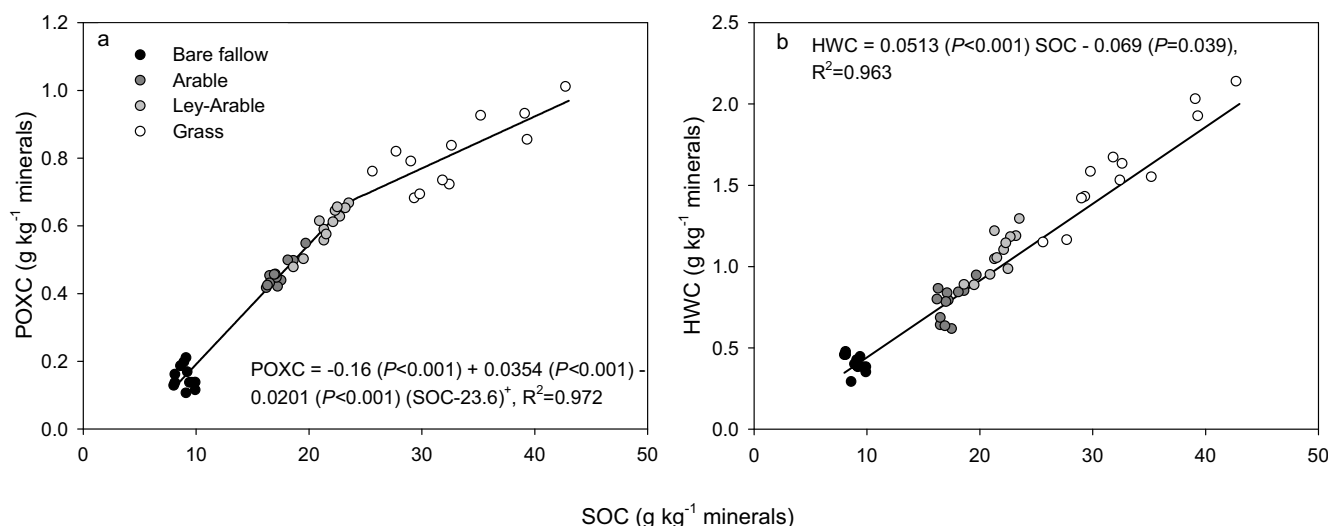 a
Bare fallow
Arable
Ley-Arable
Grass
POXC = -0.16 (P<0.001) + 0.0354 (P<0.001) -
0.0201 (P<0.001) (SOC-23.6)⁺, R²=0.972
POXC (g kg⁻¹ minerals)
1.2
1.0
0.8
0.6
0.4
0.2
0.0
0 10 20 30 40 50
b
HWC = 0.0513 (P<0.001) SOC - 0.069 (P=0.039),
R²=0.963
HWC (g kg⁻¹ minerals)
2.5
2.0
1.5
1.0
0.5
0.0
0 10 20 30 40 50
SOC (g kg⁻¹ minerals)